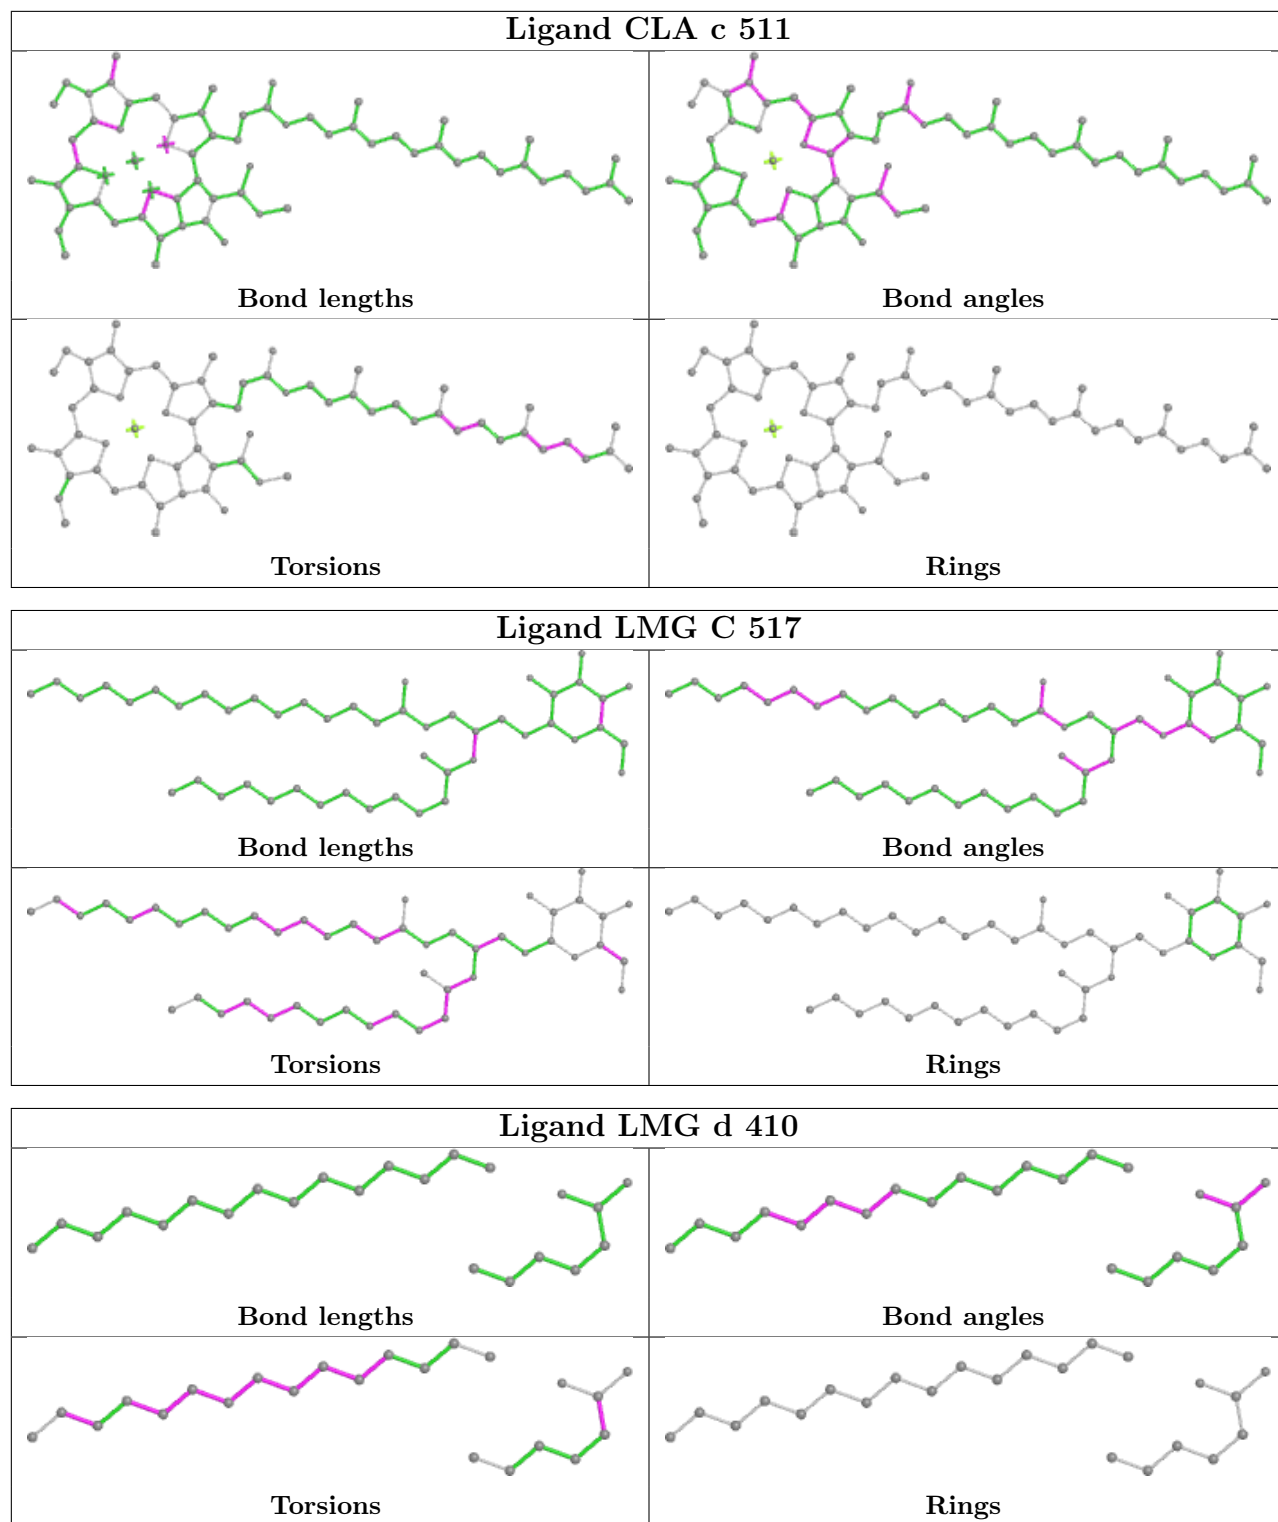 Ligand CLA c 511
Bond lengths
Bond angles
Torsions
Rings
Ligand LMG C 517
Bond lengths
Bond angles
Torsions
Rings
Ligand LMG d 410
Bond lengths
Bond angles
Torsions
Rings